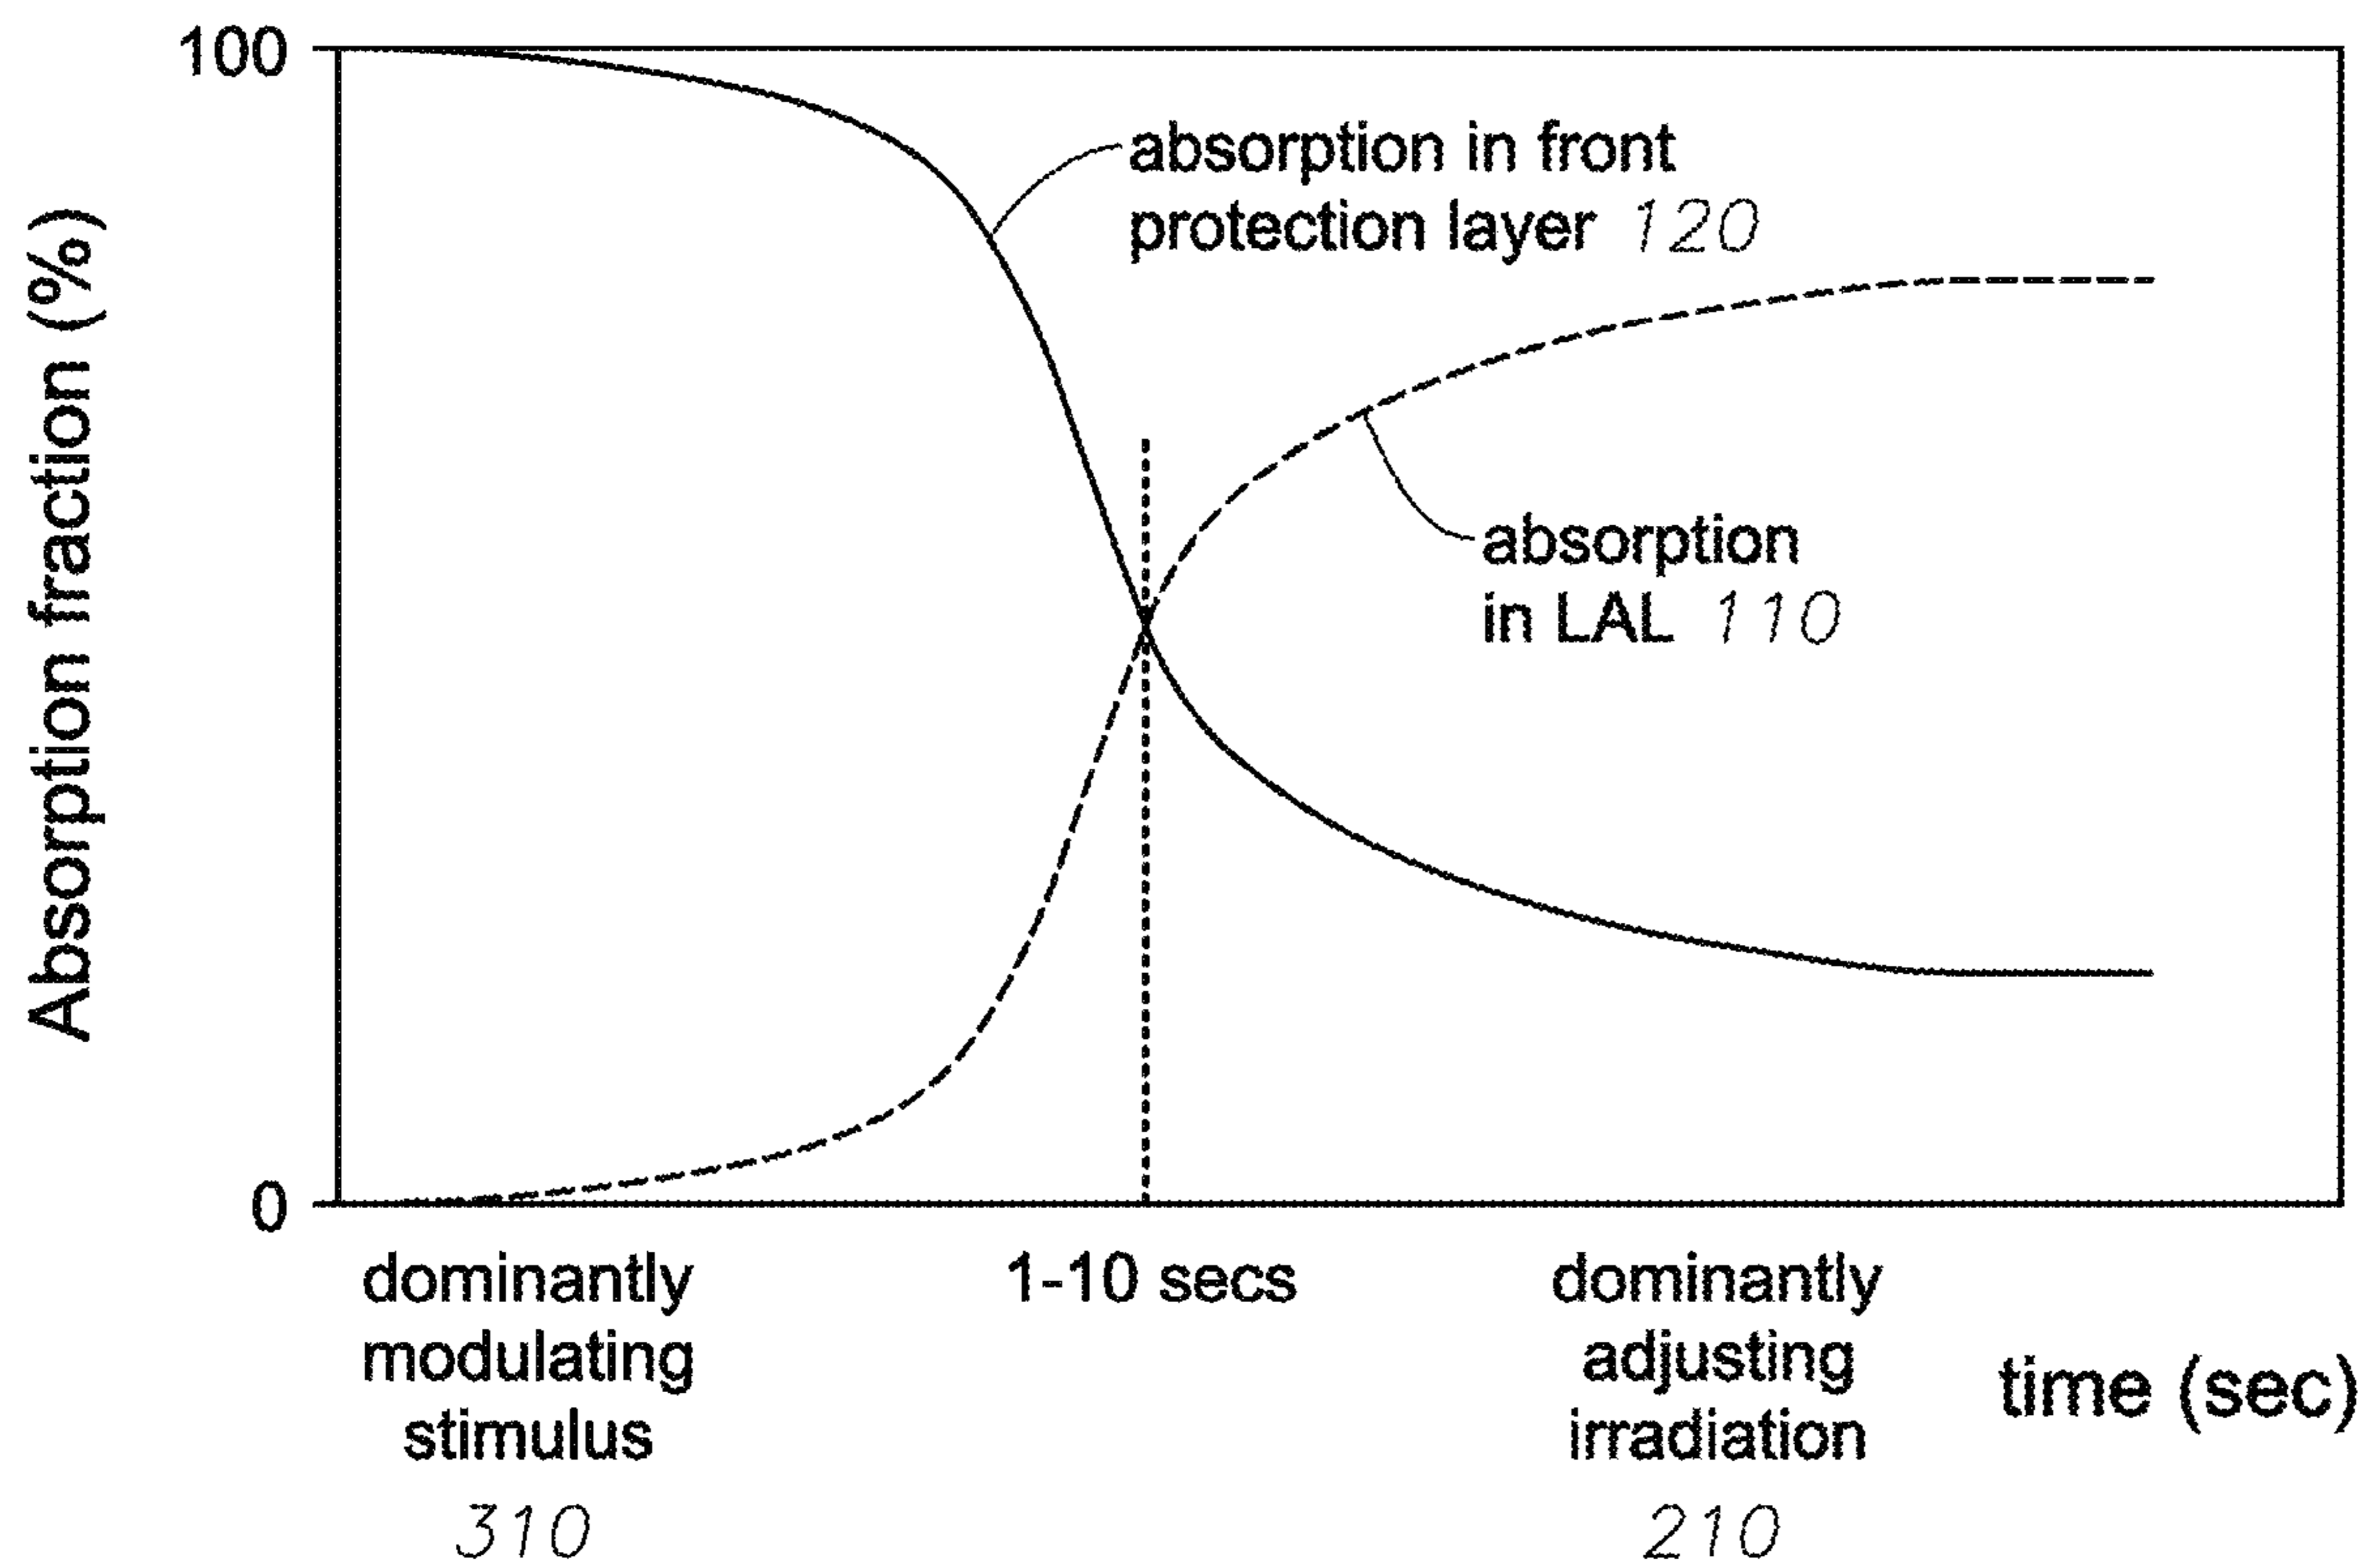 100
absorption in front
protection layer 120
Absorption fraction (%)
absorption
in LAL 110
0
dominantly
modulating
stimulus
310
1-10 secs
dominantly
adjusting
irradiation
210
time (sec)